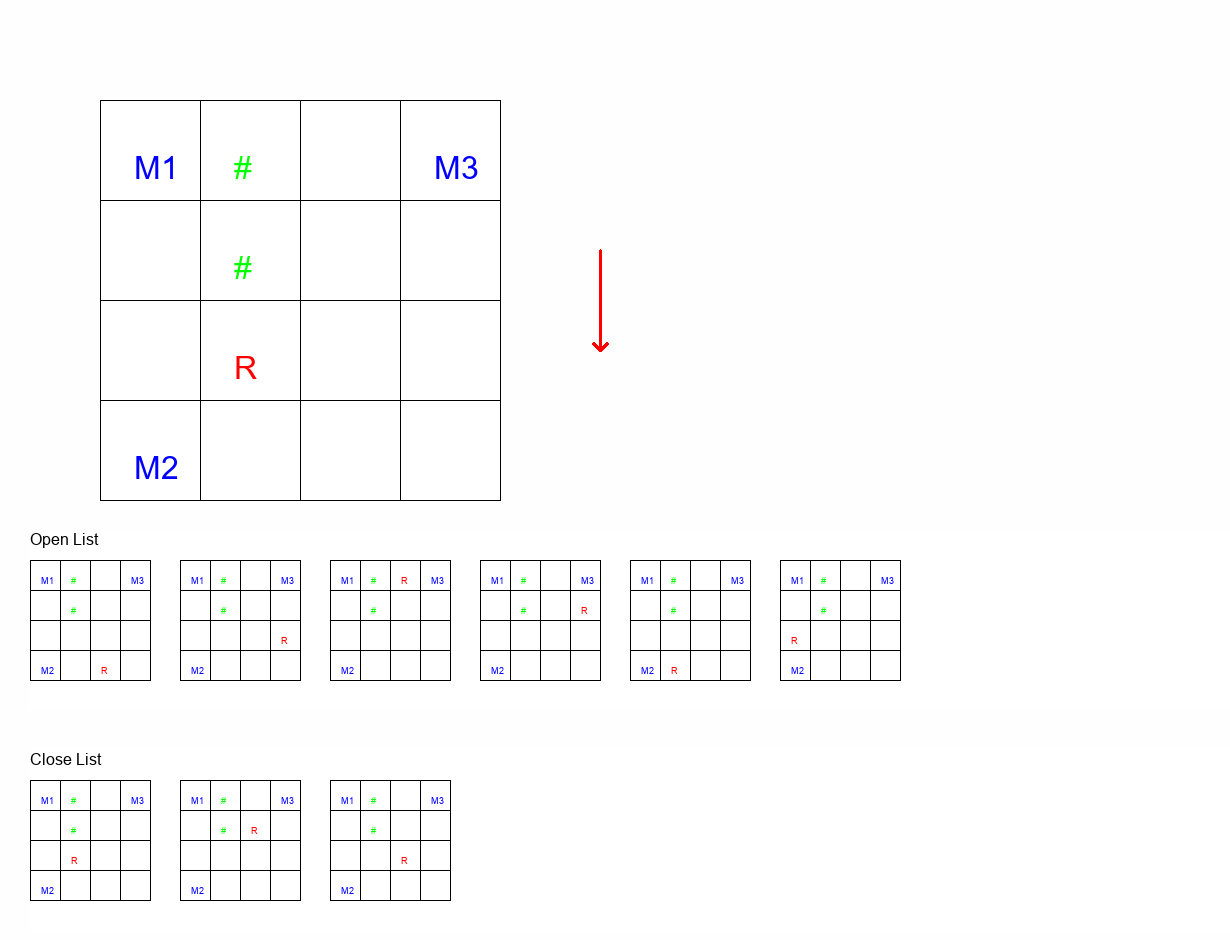 M1 # M3
#
R
M2
Open List
M1 # M3 M1 # M3 M1 # R M3 M1 # M3 M1 # M3 M1 # M3
# # # # R # #
R R
M2 R M2 M2 M2 M2 R M2
Close List
M1 # M3 M1 # M3 M1 # M3
# # R #
R R
M2 M2 M2